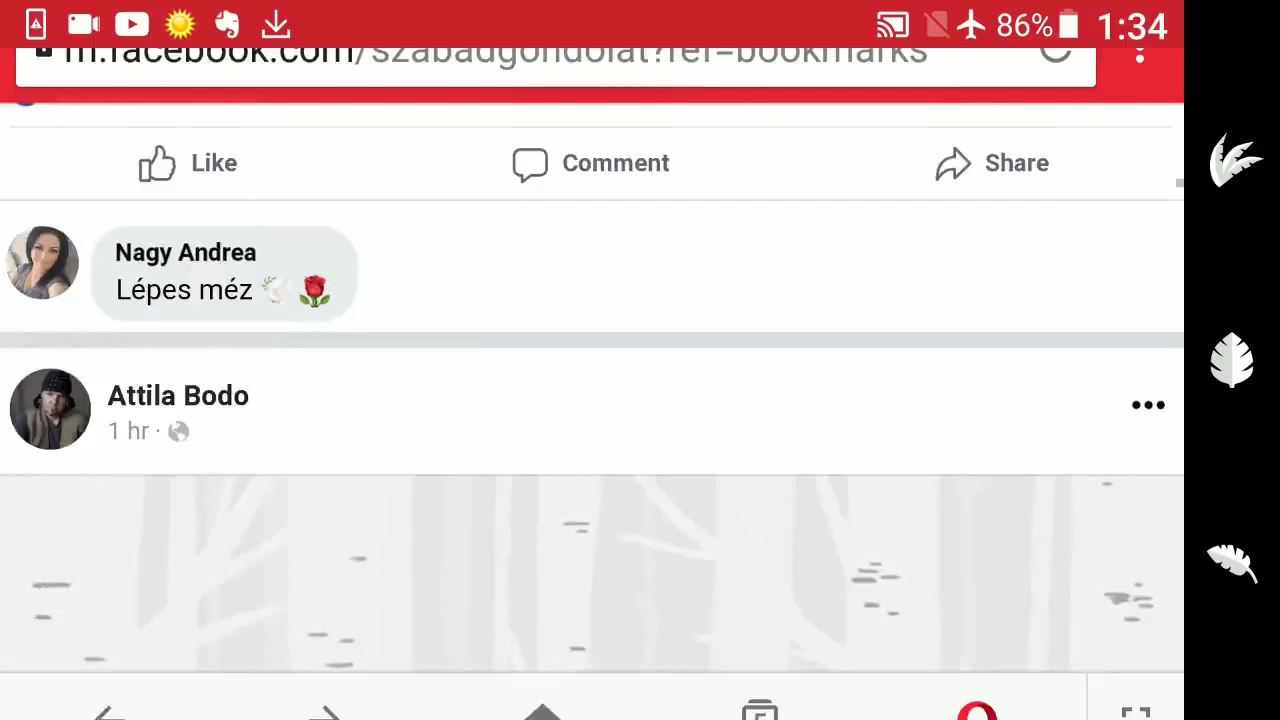 86% 1:34
m.facebook.com/szabadgondolat?ref=bookmarks
Like Comment Share
Nagy Andrea
Lépes méz 🕊️ 🌹
Attila Bodo
1 hr ·